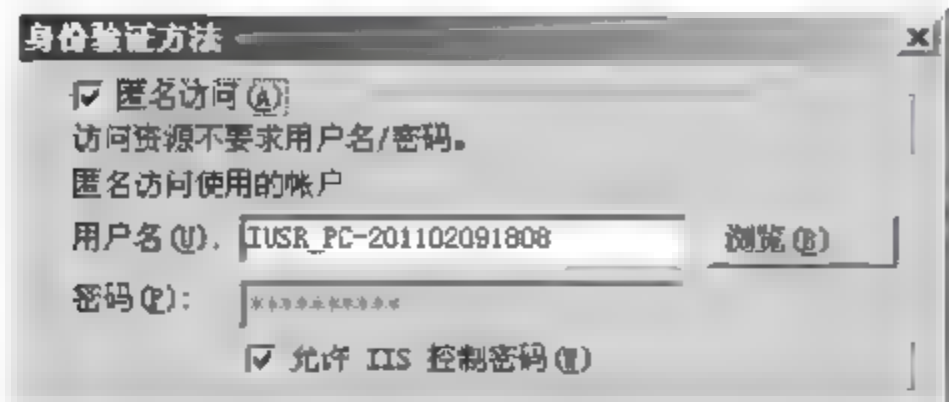 身份验证方法
匿名访问(A)
访问资源不要求用户名/密码。
匿名访问使用的帐户
用户名(U): IUSR_PC-201102091808 浏览(B)
密码(P): **********
允许 IIS 控制密码(W)